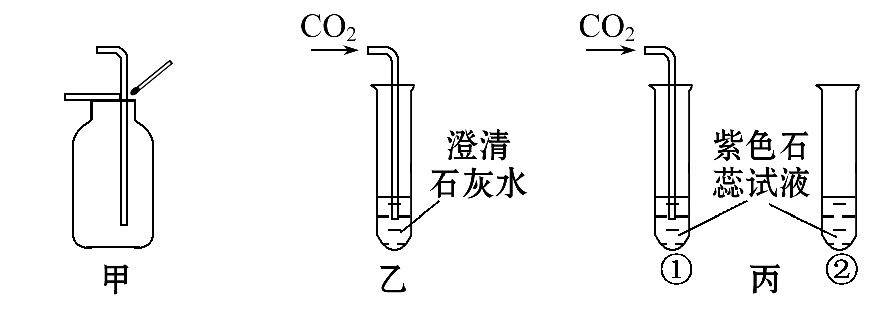 CO₂
CO₂
澄清
石灰水
紫色石
蕊试液
甲
乙
①
丙
②